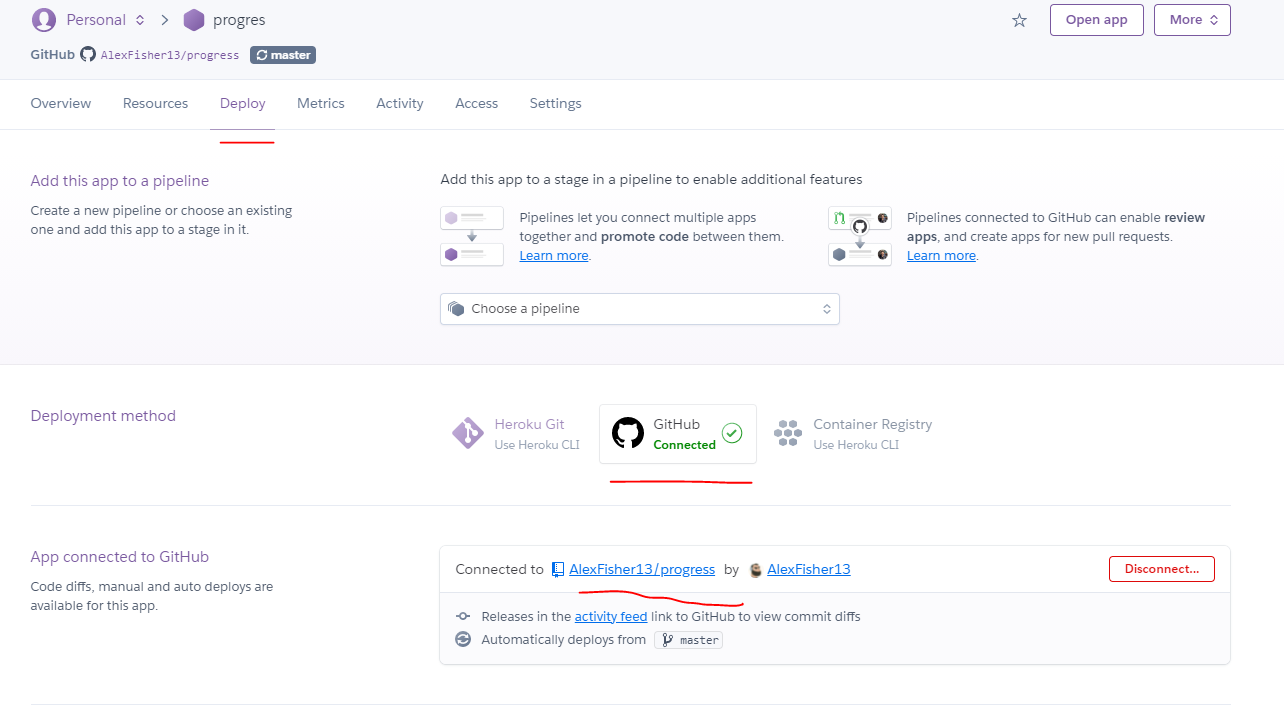 Personal progres
Open app More
GitHub AlexFisher13/progress master
Overview Resources Deploy Metrics Activity Access Settings
Add this app to a pipeline
Create a new pipeline or choose an existing
one and add this app to a stage in it.
Add this app to a stage in a pipeline to enable additional features
Pipelines let you connect multiple apps
together and promote code between them.
Learn more.
Pipelines connected to GitHub can enable review
apps, and create apps for new pull requests.
Learn more.
Choose a pipeline
Deployment method
Heroku Git
Use Heroku CLI
GitHub
Connected
Container Registry
Use Heroku CLI
App connected to GitHub
Code diffs, manual and auto deploys are
available for this app.
Connected to AlexFisher13/progress by AlexFisher13
Disconnect...
Releases in the activity feed link to GitHub to view commit diffs
Automatically deploys from master